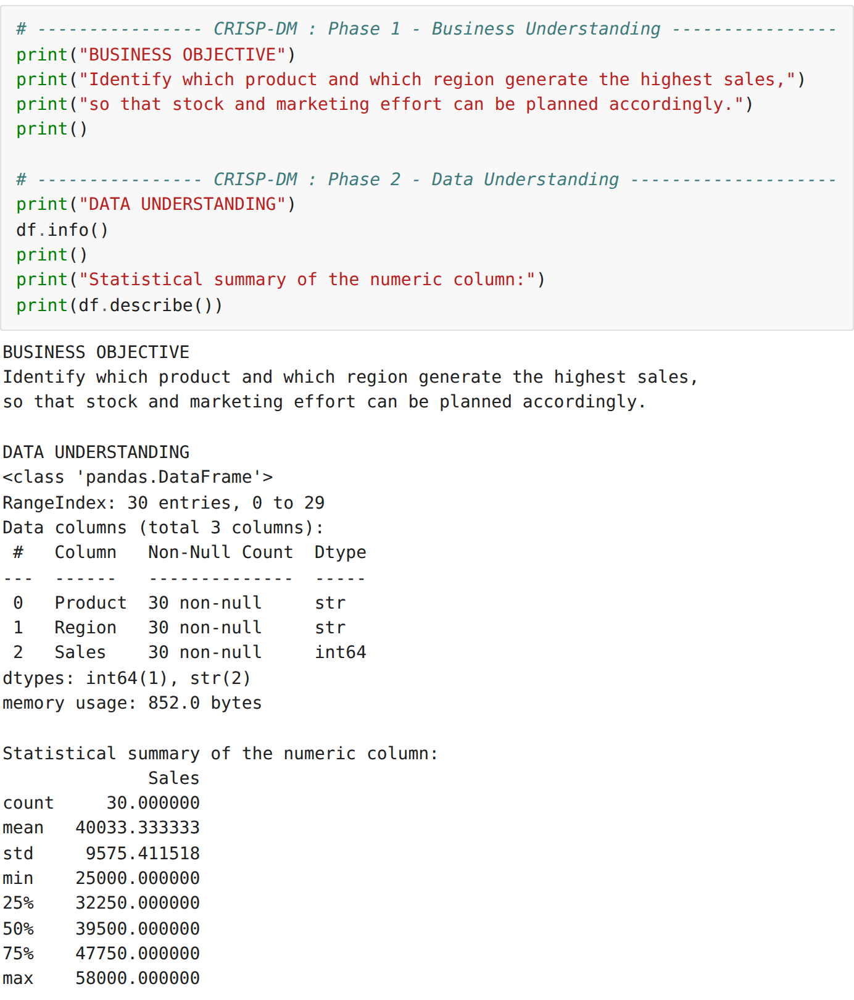 # ---------------- CRISP-DM : Phase 1 - Business Understanding ----------------
print("BUSINESS OBJECTIVE")
print("Identify which product and which region generate the highest sales,")
print("so that stock and marketing effort can be planned accordingly.")
print()

# ---------------- CRISP-DM : Phase 2 - Data Understanding --------------------
print("DATA UNDERSTANDING")
df.info()
print()
print("Statistical summary of the numeric column:")
print(df.describe())

BUSINESS OBJECTIVE
Identify which product and which region generate the highest sales,
so that stock and marketing effort can be planned accordingly.

DATA UNDERSTANDING
<class 'pandas.DataFrame'>
RangeIndex: 30 entries, 0 to 29
Data columns (total 3 columns):
 #   Column   Non-Null Count  Dtype
---  ------   --------------  -----
 0   Product  30 non-null     str
 1   Region   30 non-null     str
 2   Sales    30 non-null     int64
dtypes: int64(1), str(2)
memory usage: 852.0 bytes

Statistical summary of the numeric column:
              Sales
count     30.000000
mean   40033.333333
std     9575.411518
min    25000.000000
25%    32250.000000
50%    39500.000000
75%    47750.000000
max    58000.000000